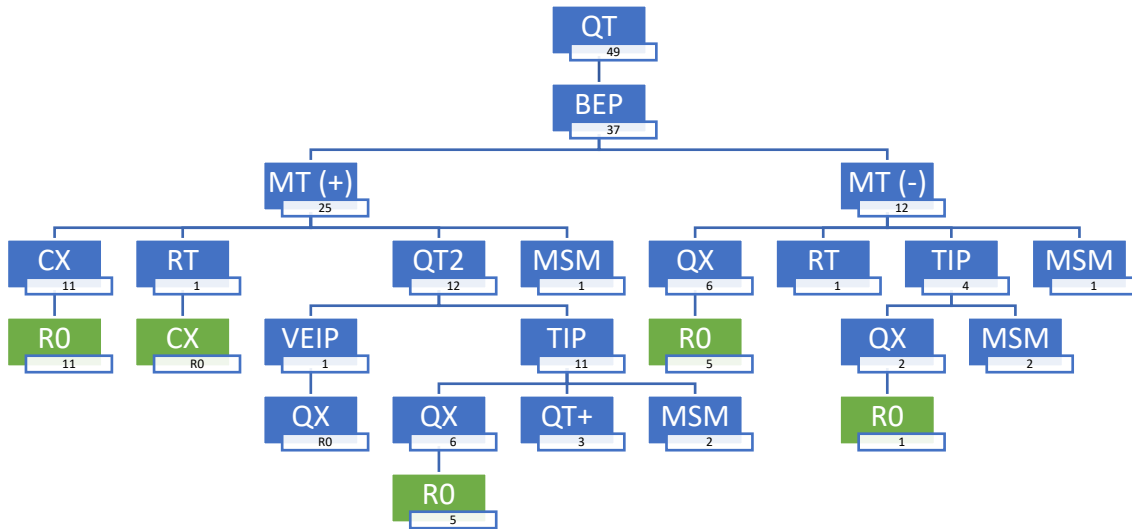 QT
49
BEP
37
MT (+)
25
MT (-)
12
CX
11
RT
1
QT2
12
MSM
1
QX
6
RT
1
TIP
4
MSM
1
R0
11
CX
R0
VEIP
1
TIP
11
R0
5
QX
2
MSM
2
QX
R0
QX
6
QT+
3
MSM
2
R0
1
R0
5